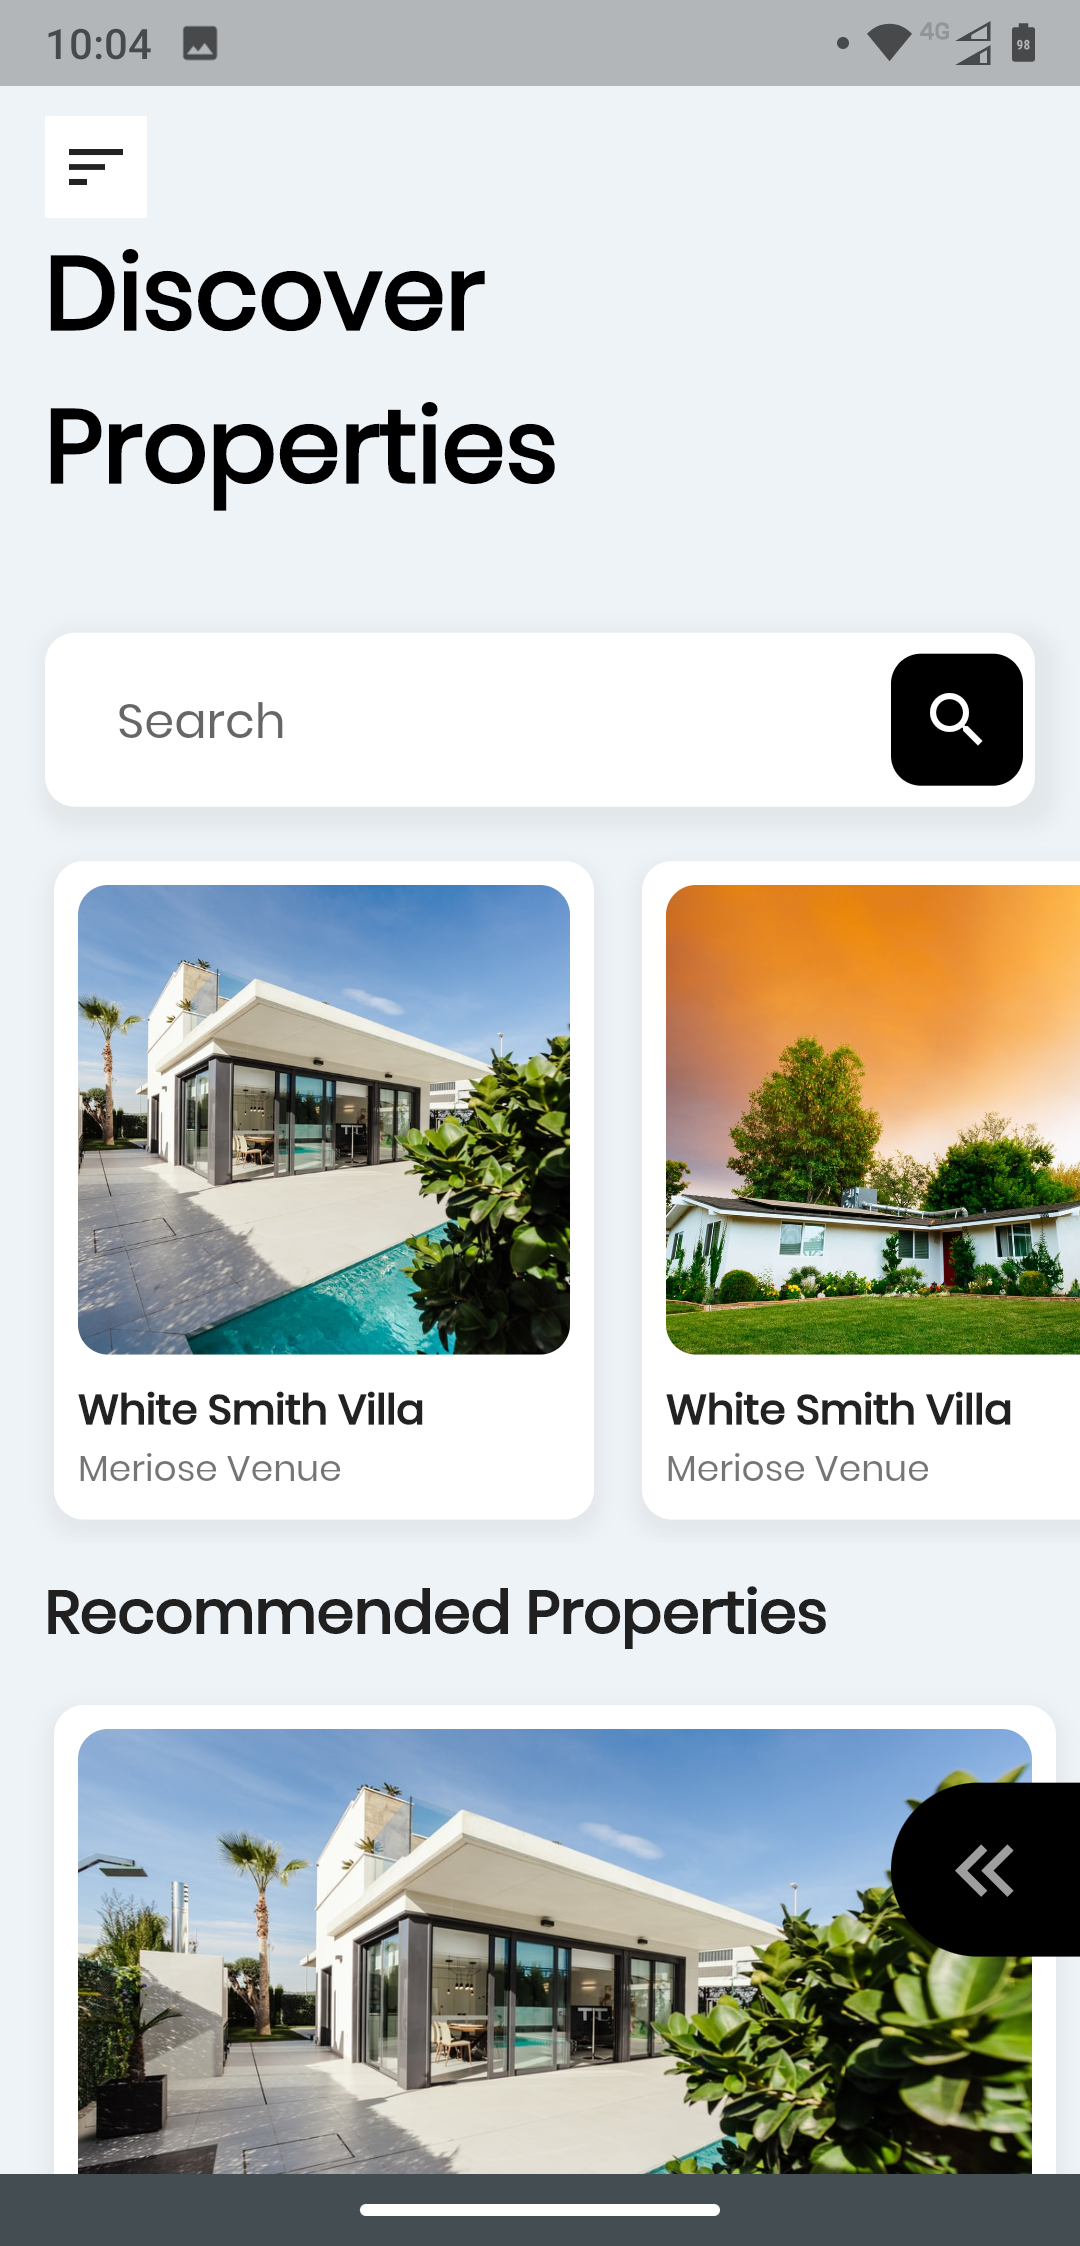 10:04
4G
98
Discover
Properties
Search
White Smith Villa
Meriose Venue
White Smith Villa
Meriose Venue
Recommended Properties